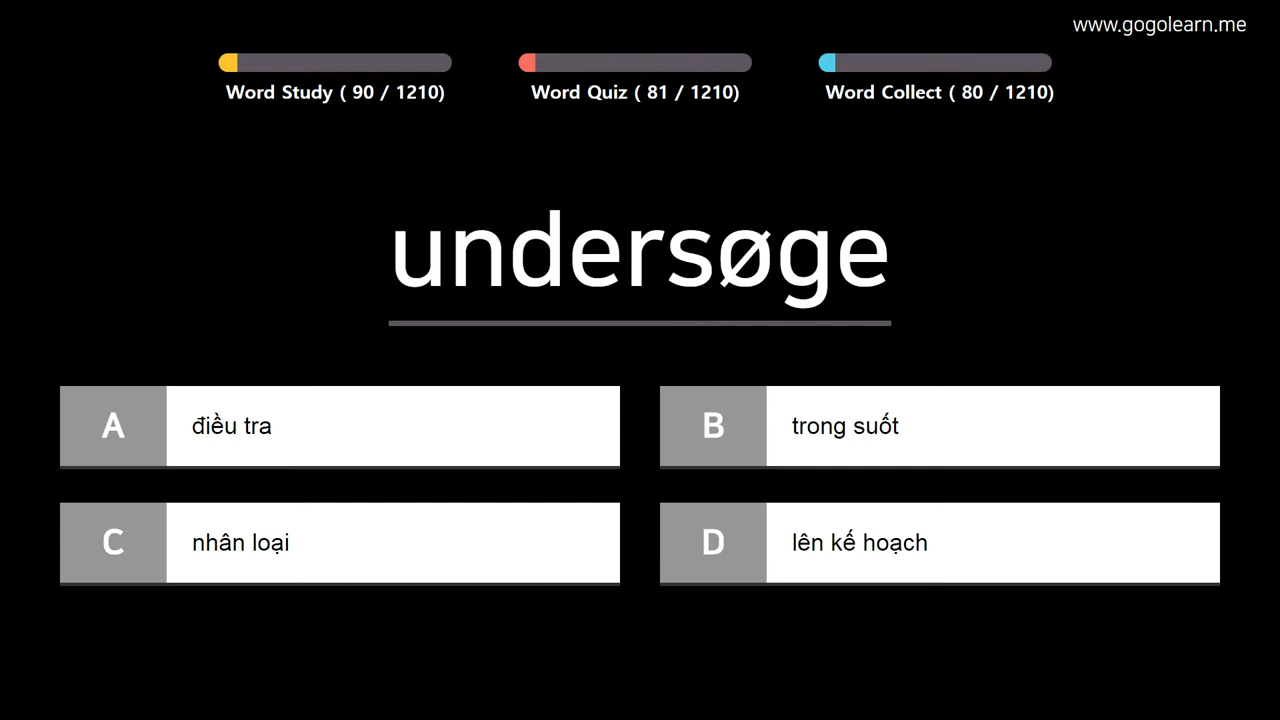 www.gogolearn.me
Word Study ( 90 / 1210)
Word Quiz ( 81 / 1210)
Word Collect ( 80 / 1210)
undersøge
A điều tra
B trong suốt
C nhân loại
D lên kế hoạch